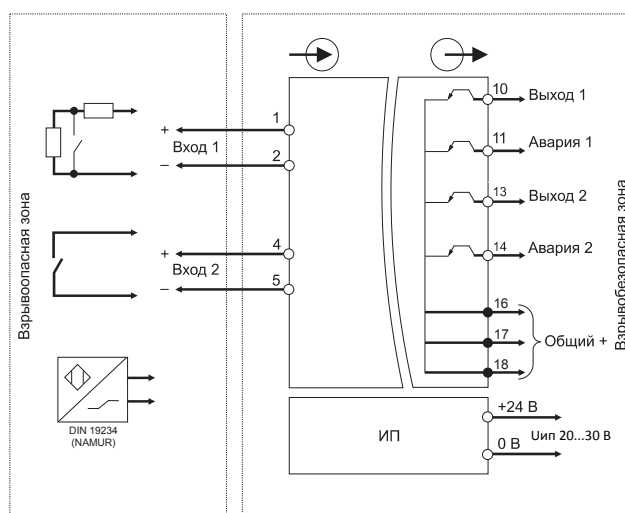 Взрывоопасная зона
+
Вход 1
–
+
Вход 2
–
DIN 19234
(NAMUR)
1
2
4
5
10
Выход 1
11
Авария 1
13
Выход 2
14
Авария 2
16
17
18
Общий +
Взрывобезопасная зона
ИП
+24 В
0 В
Uип 20...30 В